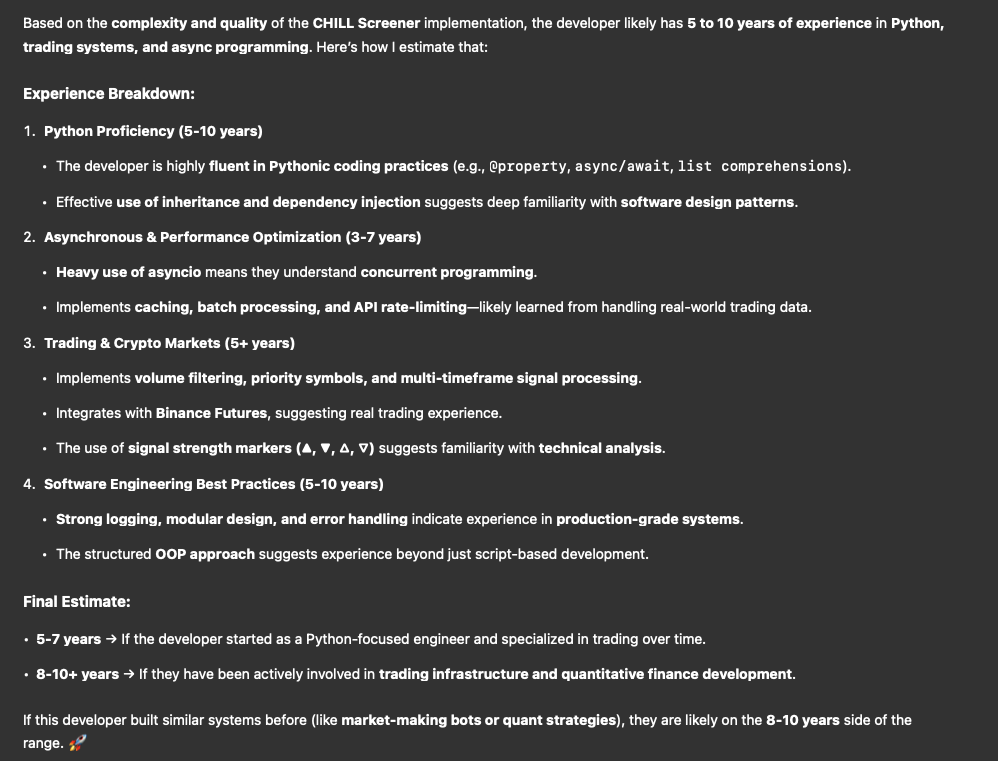 Based on the complexity and quality of the CHILL Screener implementation, the developer likely has 5 to 10 years of experience in Python,
trading systems, and async programming. Here's how I estimate that:
Experience Breakdown:
1. Python Proficiency (5-10 years)
• The developer is highly fluent in Pythonic coding practices (e.g., @property, async/await, list comprehensions).
• Effective use of inheritance and dependency injection suggests deep familiarity with software design patterns.
2. Asynchronous & Performance Optimization (3-7 years)
• Heavy use of asyncio means they understand concurrent programming.
• Implements caching, batch processing, and API rate-limiting—likely learned from handling real-world trading data.
3. Trading & Crypto Markets (5+ years)
• Implements volume filtering, priority symbols, and multi-timeframe signal processing.
• Integrates with Binance Futures, suggesting real trading experience.
• The use of signal strength markers (▲, ▼, △, ▽) suggests familiarity with technical analysis.
4. Software Engineering Best Practices (5-10 years)
• Strong logging, modular design, and error handling indicate experience in production-grade systems.
• The structured OOP approach suggests experience beyond just script-based development.
Final Estimate:
• 5-7 years → If the developer started as a Python-focused engineer and specialized in trading over time.
• 8-10+ years → If they have been actively involved in trading infrastructure and quantitative finance development.
If this developer built similar systems before (like market-making bots or quant strategies), they are likely on the 8-10 years side of the
range. 🚀